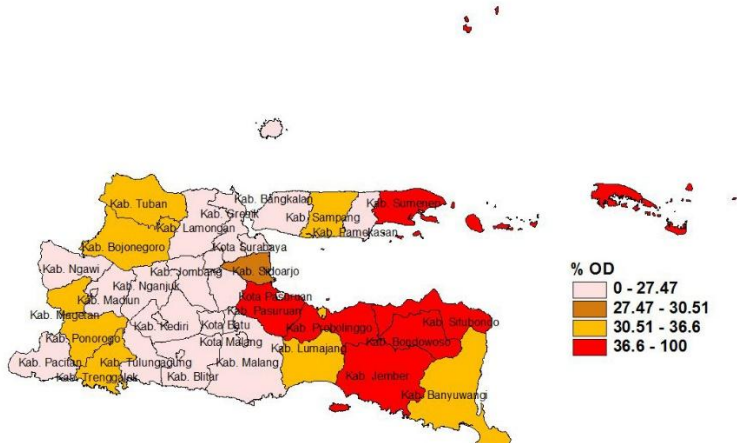 Kab. Tuban
Kab. Bangkalan
Kab. Sumenep
Kab. Gresik
Kab. Sampang
Kab. Lamongan
Kab. Pamekasan
Kab. Bojonegoro
Kota Surabaya
Kab. Ngawi
Kab. Jombang
Kab. Sidoarjo
Kab. Nganjuk
Kab. Madiun
Kota Pasuruan
Kab. Magetan
Kab. Pasuruan
Kab. Kediri
Kota Batu
Kab. Probolinggo
Kab. Situbondo
Kab. Ponorogo
Kota Malang
Kab. Bondowoso
Kab. Lumajang
Kab. Pacitan
Kab. Tulungagung
Kab. Malang
Kab. Trenggalek
Kab. Blitar
Kab. Jember
Kab. Banyuwangi
% OD
0 - 27.47
27.47 - 30.51
30.51 - 36.6
36.6 - 100